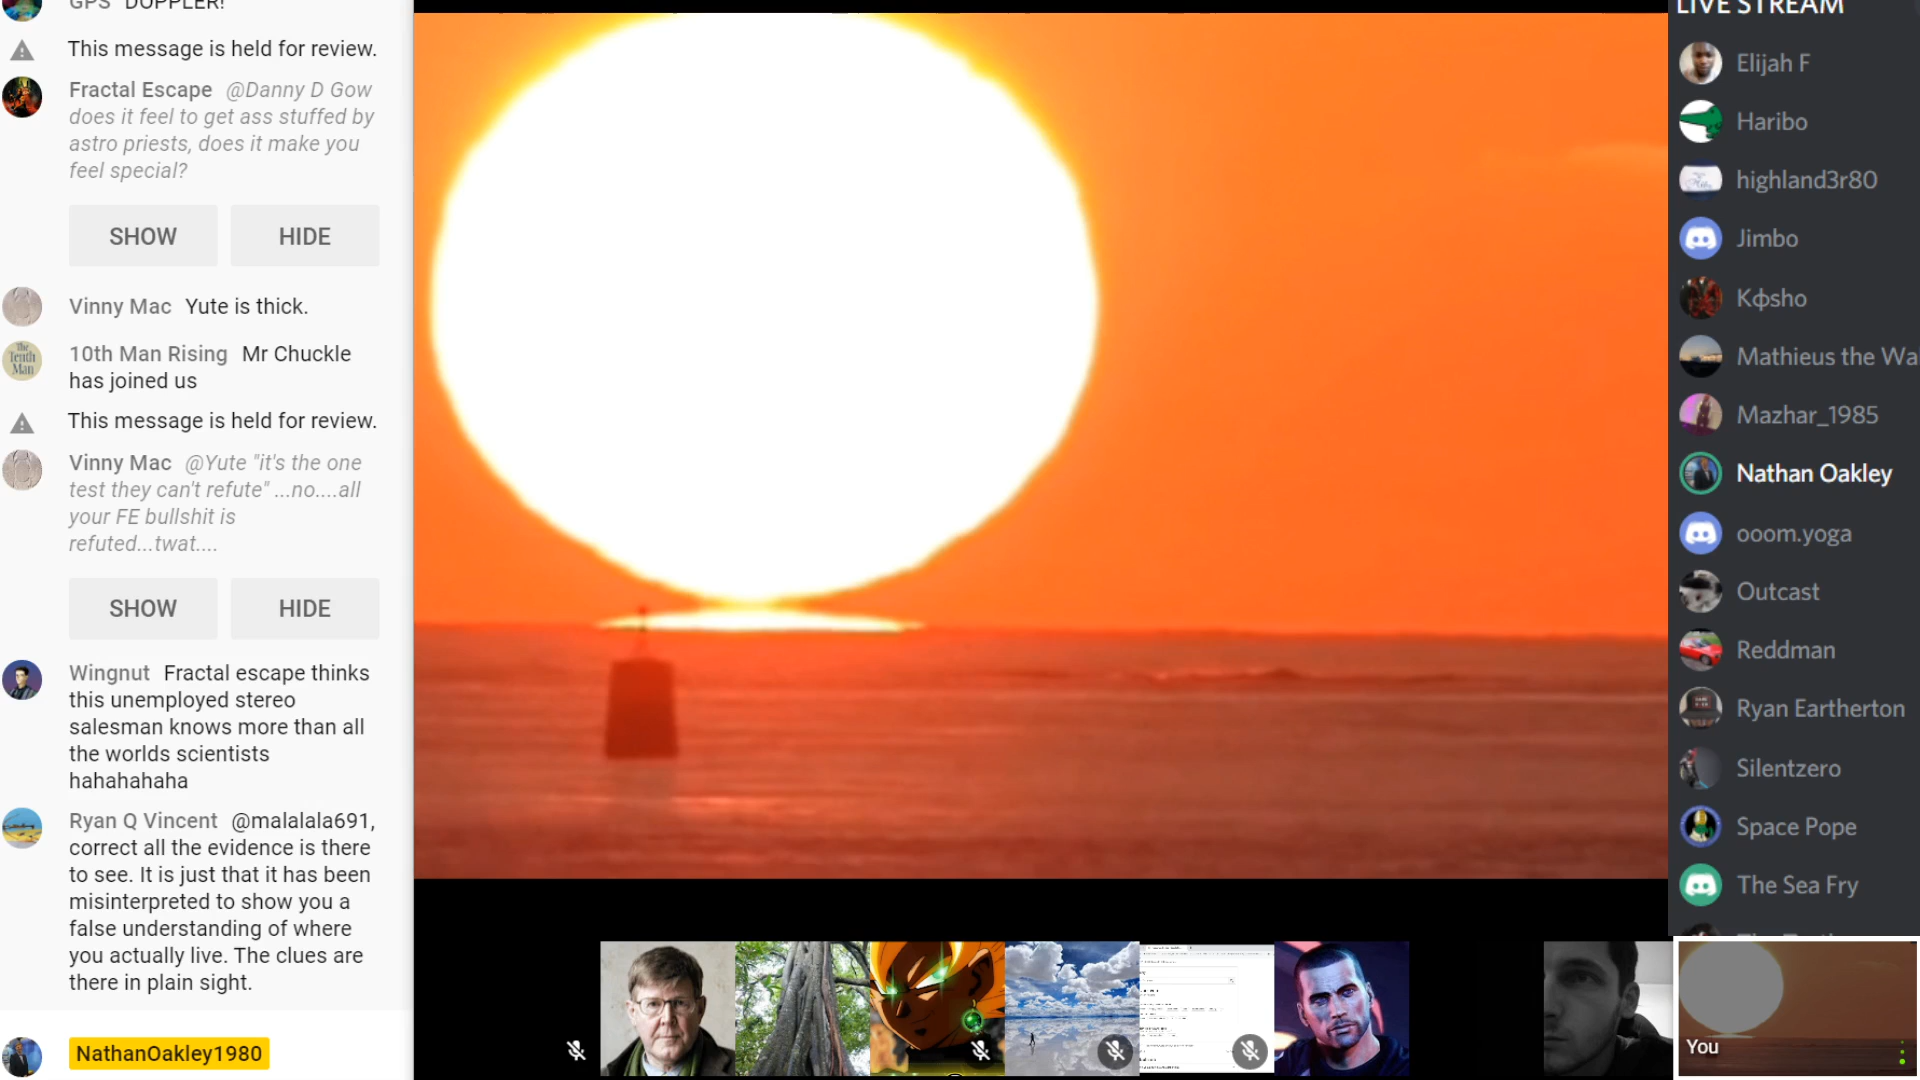 GPS DOPPLER!
This message is held for review.
Fractal Escape @Danny D Gow
does it feel to get ass stuffed by
astro priests, does it make you
feel special?
SHOW HIDE
Vinny Mac Yute is thick.
10th Man Rising Mr Chuckle
has joined us
This message is held for review.
Vinny Mac @Yute "it's the one
test they can't refute" ...no....all
your FE bullshit is
refuted...twat....
SHOW HIDE
Wingnut Fractal escape thinks
this unemployed stereo
salesman knows more than all
the worlds scientists
hahahahaha
Ryan Q Vincent @malalala691,
correct all the evidence is there
to see. It is just that it has been
misinterpreted to show you a
false understanding of where
you actually live. The clues are
there in plain sight.
NathanOakley1980
The
Tenth
Man
LIVE STREAM
Elijah F
Haribo
highland3r80
Jimbo
Kфsho
Mathieus the Wa
Mazhar_1985
Nathan Oakley
ooom.yoga
Outcast
Reddman
Ryan Eartherton
Silentzero
Space Pope
The Sea Fry
You